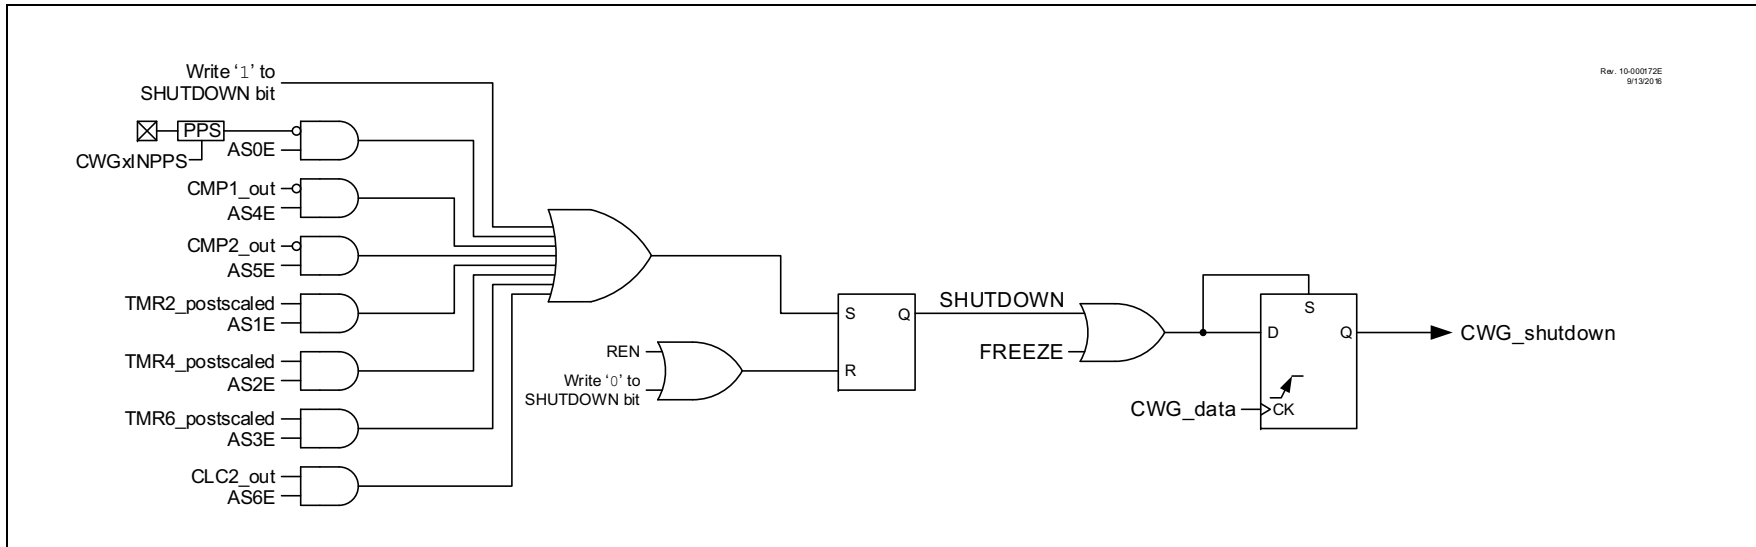 Write ‘1’ to
SHUTDOWN bit
Rev. 10-000172E
9/13/2016
PPS
AS0E
CWGxINPPS
CMP1_out
AS4E
CMP2_out
AS5E
TMR2_postscaled
AS1E
TMR4_postscaled
AS2E
TMR6_postscaled
AS3E
CLC2_out
AS6E
REN
Write ‘0’ to
SHUTDOWN bit
S
Q
R
SHUTDOWN
FREEZE
S
D
Q
CWG_data
CK
CWG_shutdown